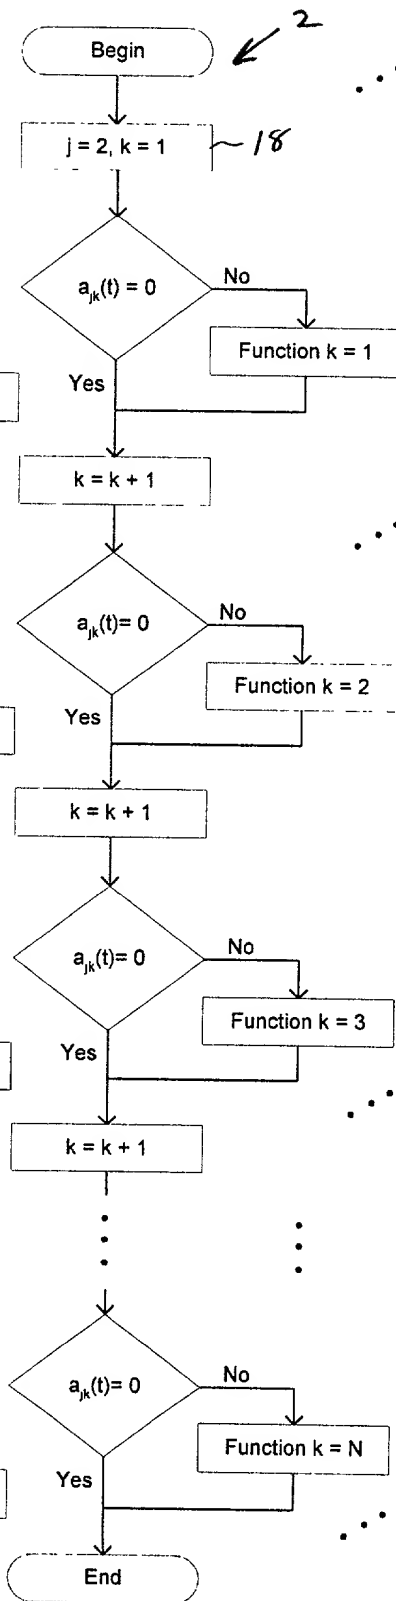 2
Begin
j = 2, k = 1
18
a_jk(t) = 0
No
Function k = 1
Yes
k = k + 1
a_jk(t)= 0
No
Function k = 2
Yes
k = k + 1
a_jk(t)= 0
No
Function k = 3
Yes
k = k + 1
a_jk(t)= 0
No
Function k = N
Yes
End